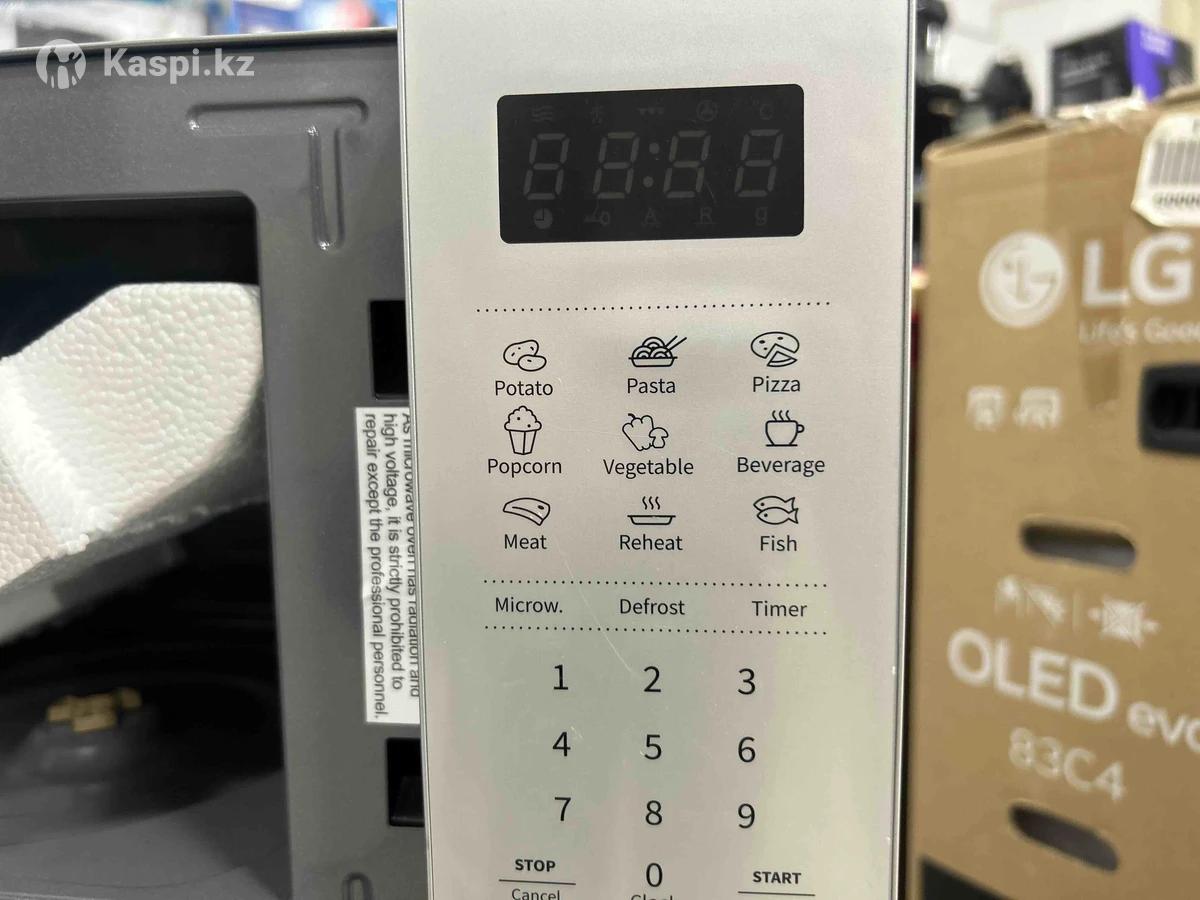 Kaspi.kz
88:88
A R g
Potato Pasta Pizza
Popcorn Vegetable Beverage
Meat Reheat Fish
Microw. Defrost Timer
1 2 3
4 5 6
7 8 9
STOP 0 START
Cancel
As microwave oven has radiation and
high voltage, it is strictly prohibited to
repair except the professional personnel.
LG
Life's Good
OLED evo
83C4